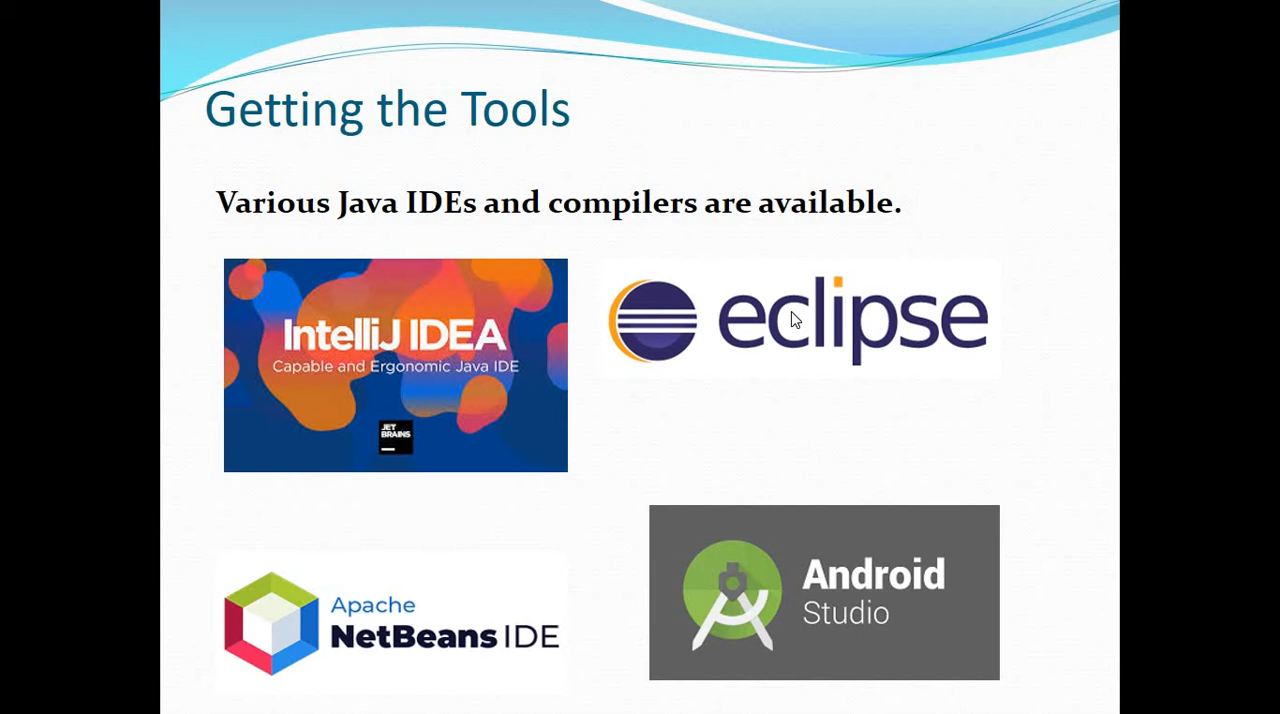 Getting the Tools
Various Java IDEs and compilers are available.
IntelliJ IDEA
Capable and Ergonomic Java IDE
JET
BRAINS
eclipse
Apache
NetBeans IDE
Android
Studio